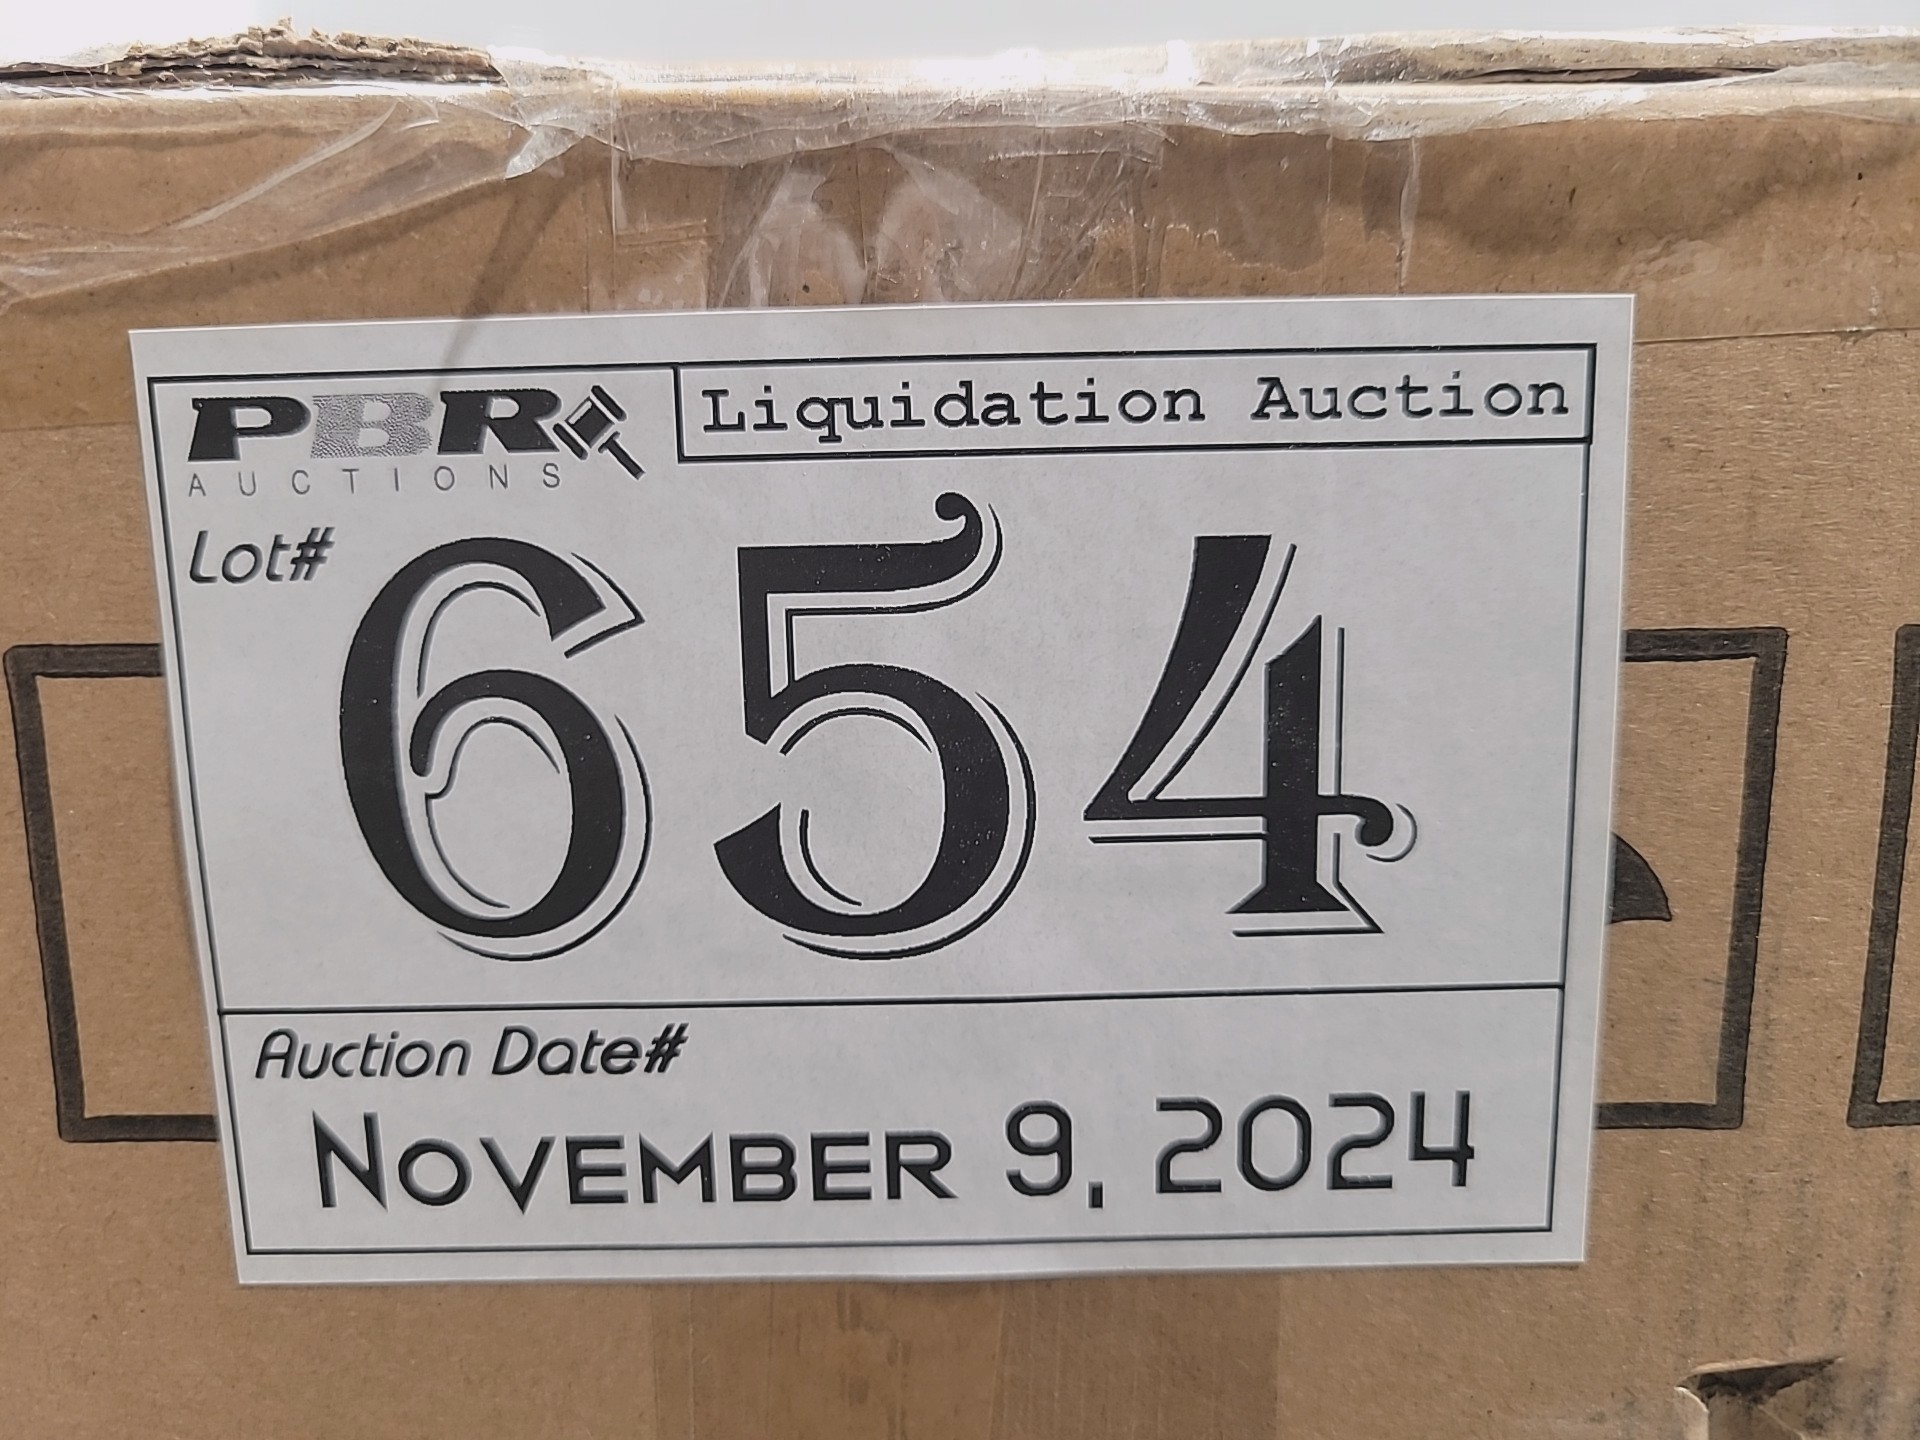 PBR
AUCTIONS
Liquidation Auction
Lot#
654
Auction Date#
NOVEMBER 9, 2024